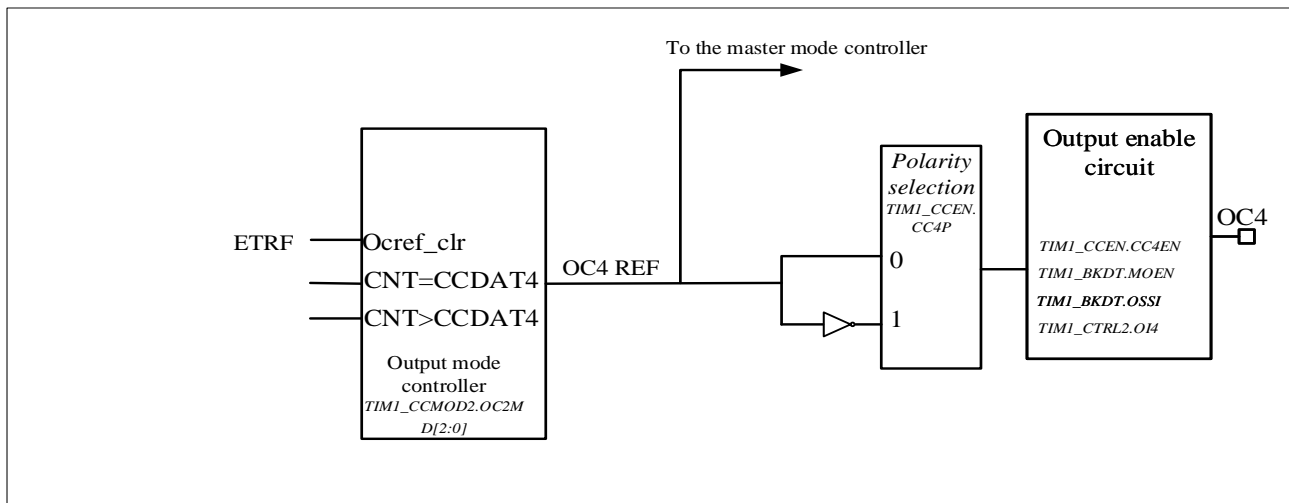 To the master mode controller
ETRF
Ocref_clr
CNT=CCDAT4
CNT>CCDAT4
Output mode
controller
TIM1_CCMOD2.OC2M
D[2:0]
OC4 REF
Polarity
selection
TIM1_CCEN.
CC4P
0
1
Output enable
circuit
TIM1_CCEN.CC4EN
TIM1_BKDT.MOEN
TIM1_BKDT.OSSI
TIM1_CTRL2.OI4
OC4